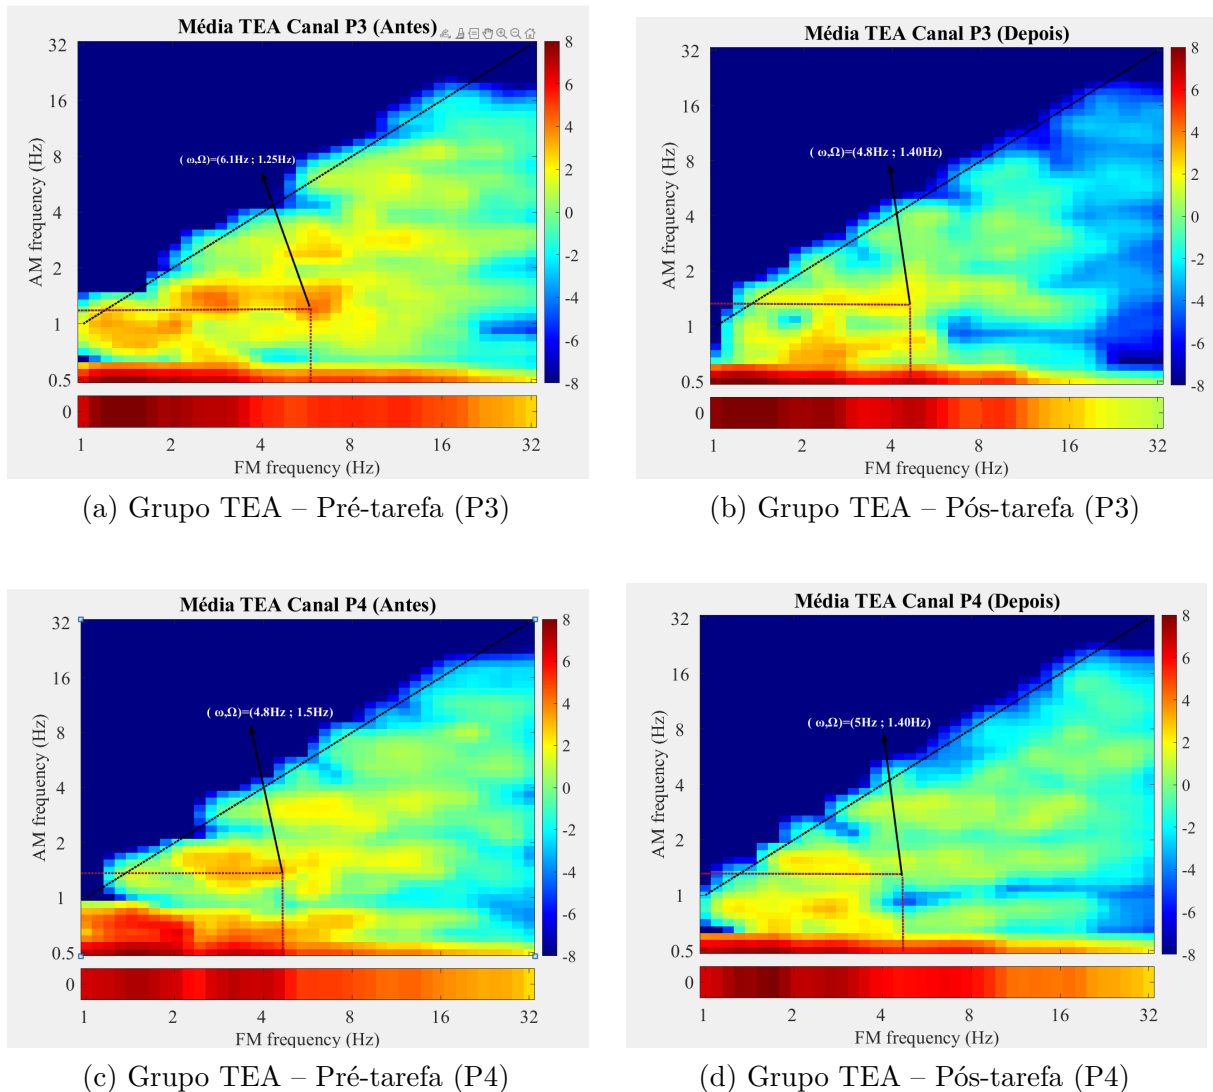 Média TEA Canal P3 (Antes)
32
16
8
4
2
1
0.5
AM frequency (Hz)
( ω,Ω)=(6.1Hz ; 1.25Hz)
8
6
4
2
0
-2
-4
-6
-8
0
1 2 4 8 16 32
FM frequency (Hz)
(a) Grupo TEA – Pré-tarefa (P3)
Média TEA Canal P3 (Depois)
32
16
8
4
2
1
0.5
AM frequency (Hz)
( ω,Ω)=(4.8Hz ; 1.40Hz)
8
6
4
2
0
-2
-4
-6
-8
0
1 2 4 8 16 32
FM frequency (Hz)
(b) Grupo TEA – Pós-tarefa (P3)
Média TEA Canal P4 (Antes)
32
16
8
4
2
1
0.5
AM frequency (Hz)
( ω,Ω)=(4.8Hz ; 1.5Hz)
8
6
4
2
0
-2
-4
-6
-8
0
1 2 4 8 16 32
FM frequency (Hz)
(c) Grupo TEA – Pré-tarefa (P4)
Média TEA Canal P4 (Depois)
32
16
8
4
2
1
0.5
AM frequency (Hz)
( ω,Ω)=(5Hz ; 1.40Hz)
8
6
4
2
0
-2
-4
-6
-8
0
1 2 4 8 16 32
FM frequency (Hz)
(d) Grupo TEA – Pós-tarefa (P4)